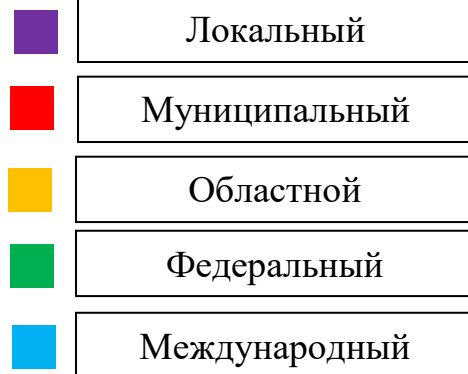 Локальный
Муниципальный
Областной
Федеральный
Международный